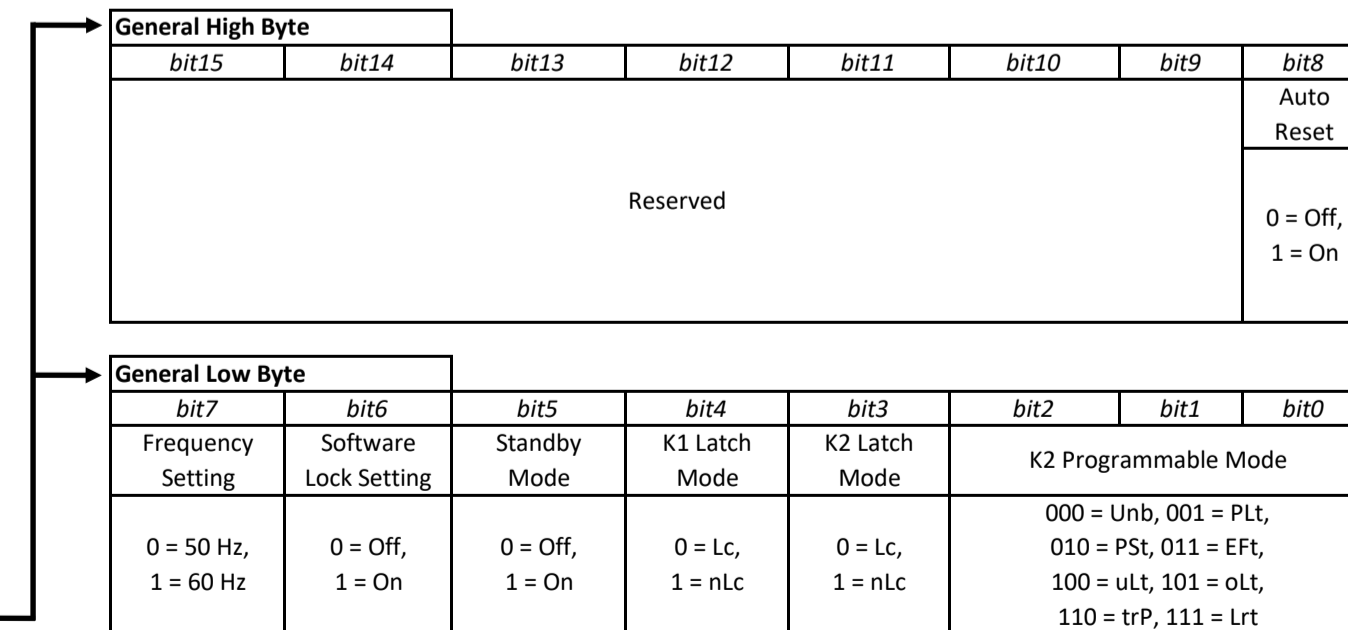 General High Byte
bit15 bit14 bit13 bit12 bit11 bit10 bit9 bit8
Auto
Reset
Reserved
0 = Off,
1 = On
General Low Byte
bit7 bit6 bit5 bit4 bit3 bit2 bit1 bit0
Frequency Setting
Software Lock Setting
Standby Mode
K1 Latch Mode
K2 Latch Mode
K2 Programmable Mode
0 = 50 Hz,
1 = 60 Hz
0 = Off,
1 = On
0 = Off,
1 = On
0 = Lc,
1 = nLc
0 = Lc,
1 = nLc
000 = Unb, 001 = PLt,
010 = PSt, 011 = EFt,
100 = uLt, 101 = oLt,
110 = trP, 111 = Lrt